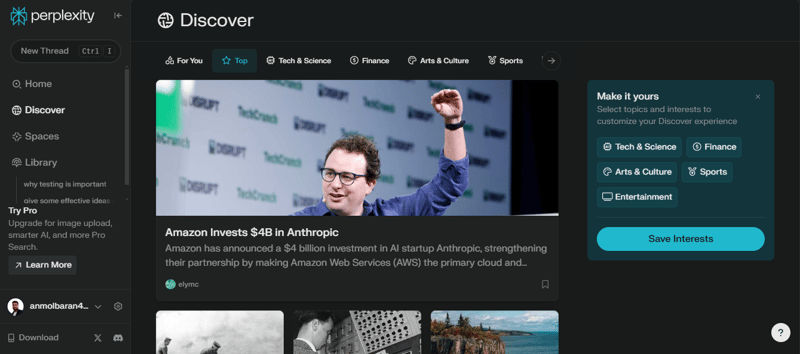 perplexity
New Thread Ctrl I
Home
Discover
Spaces
Library
why testing is important
give some effective ideas
Try Pro
Upgrade for image upload,
smarter AI, and more Pro
Search.
Learn More
anmolbaran4...
Download
Discover
For You Top Tech & Science Finance Arts & Culture Sports
DISRUPT
TechCrunch
DISRUPT
TechCrunch
DISRUPT
Amazon Invests $4B in Anthropic
Amazon has announced a $4 billion investment in AI startup Anthropic, strengthening
their partnership by making Amazon Web Services (AWS) the primary cloud and...
elymc
Make it yours
Select topics and interests to
customize your Discover experience
Tech & Science Finance
Arts & Culture Sports
Entertainment
Save Interests
?